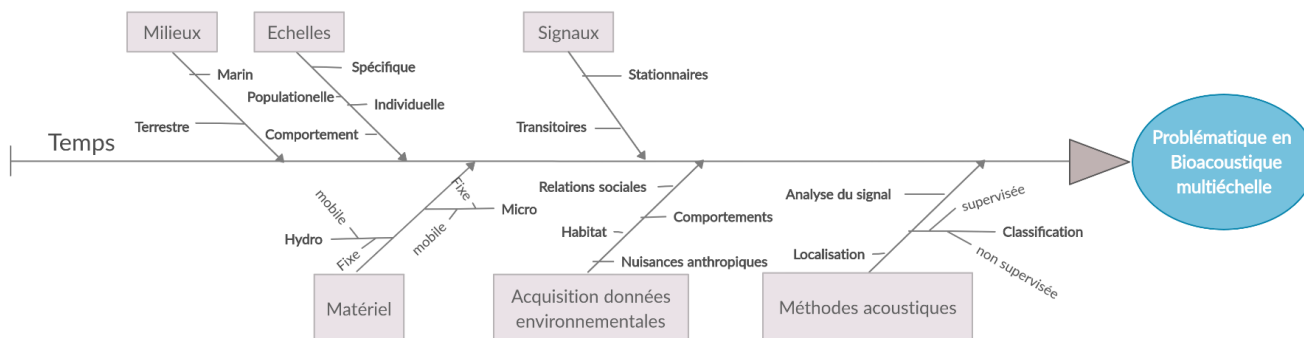 Milieux
Echelles
Signaux
Marin
Terrestre
Spécifique
Populationelle
Individuelle
Comportement
Stationnaires
Transitoires
Temps
Problématique en
Bioacoustique
multiéchelle
mobile
Fixe
Hydro
Fixe
Micro
mobile
Relations sociales
Comportements
Habitat
Nuisances anthropiques
Analyse du signal
supervisée
Classification
non supervisée
Localisation
Matériel
Acquisition données
environnementales
Méthodes acoustiques